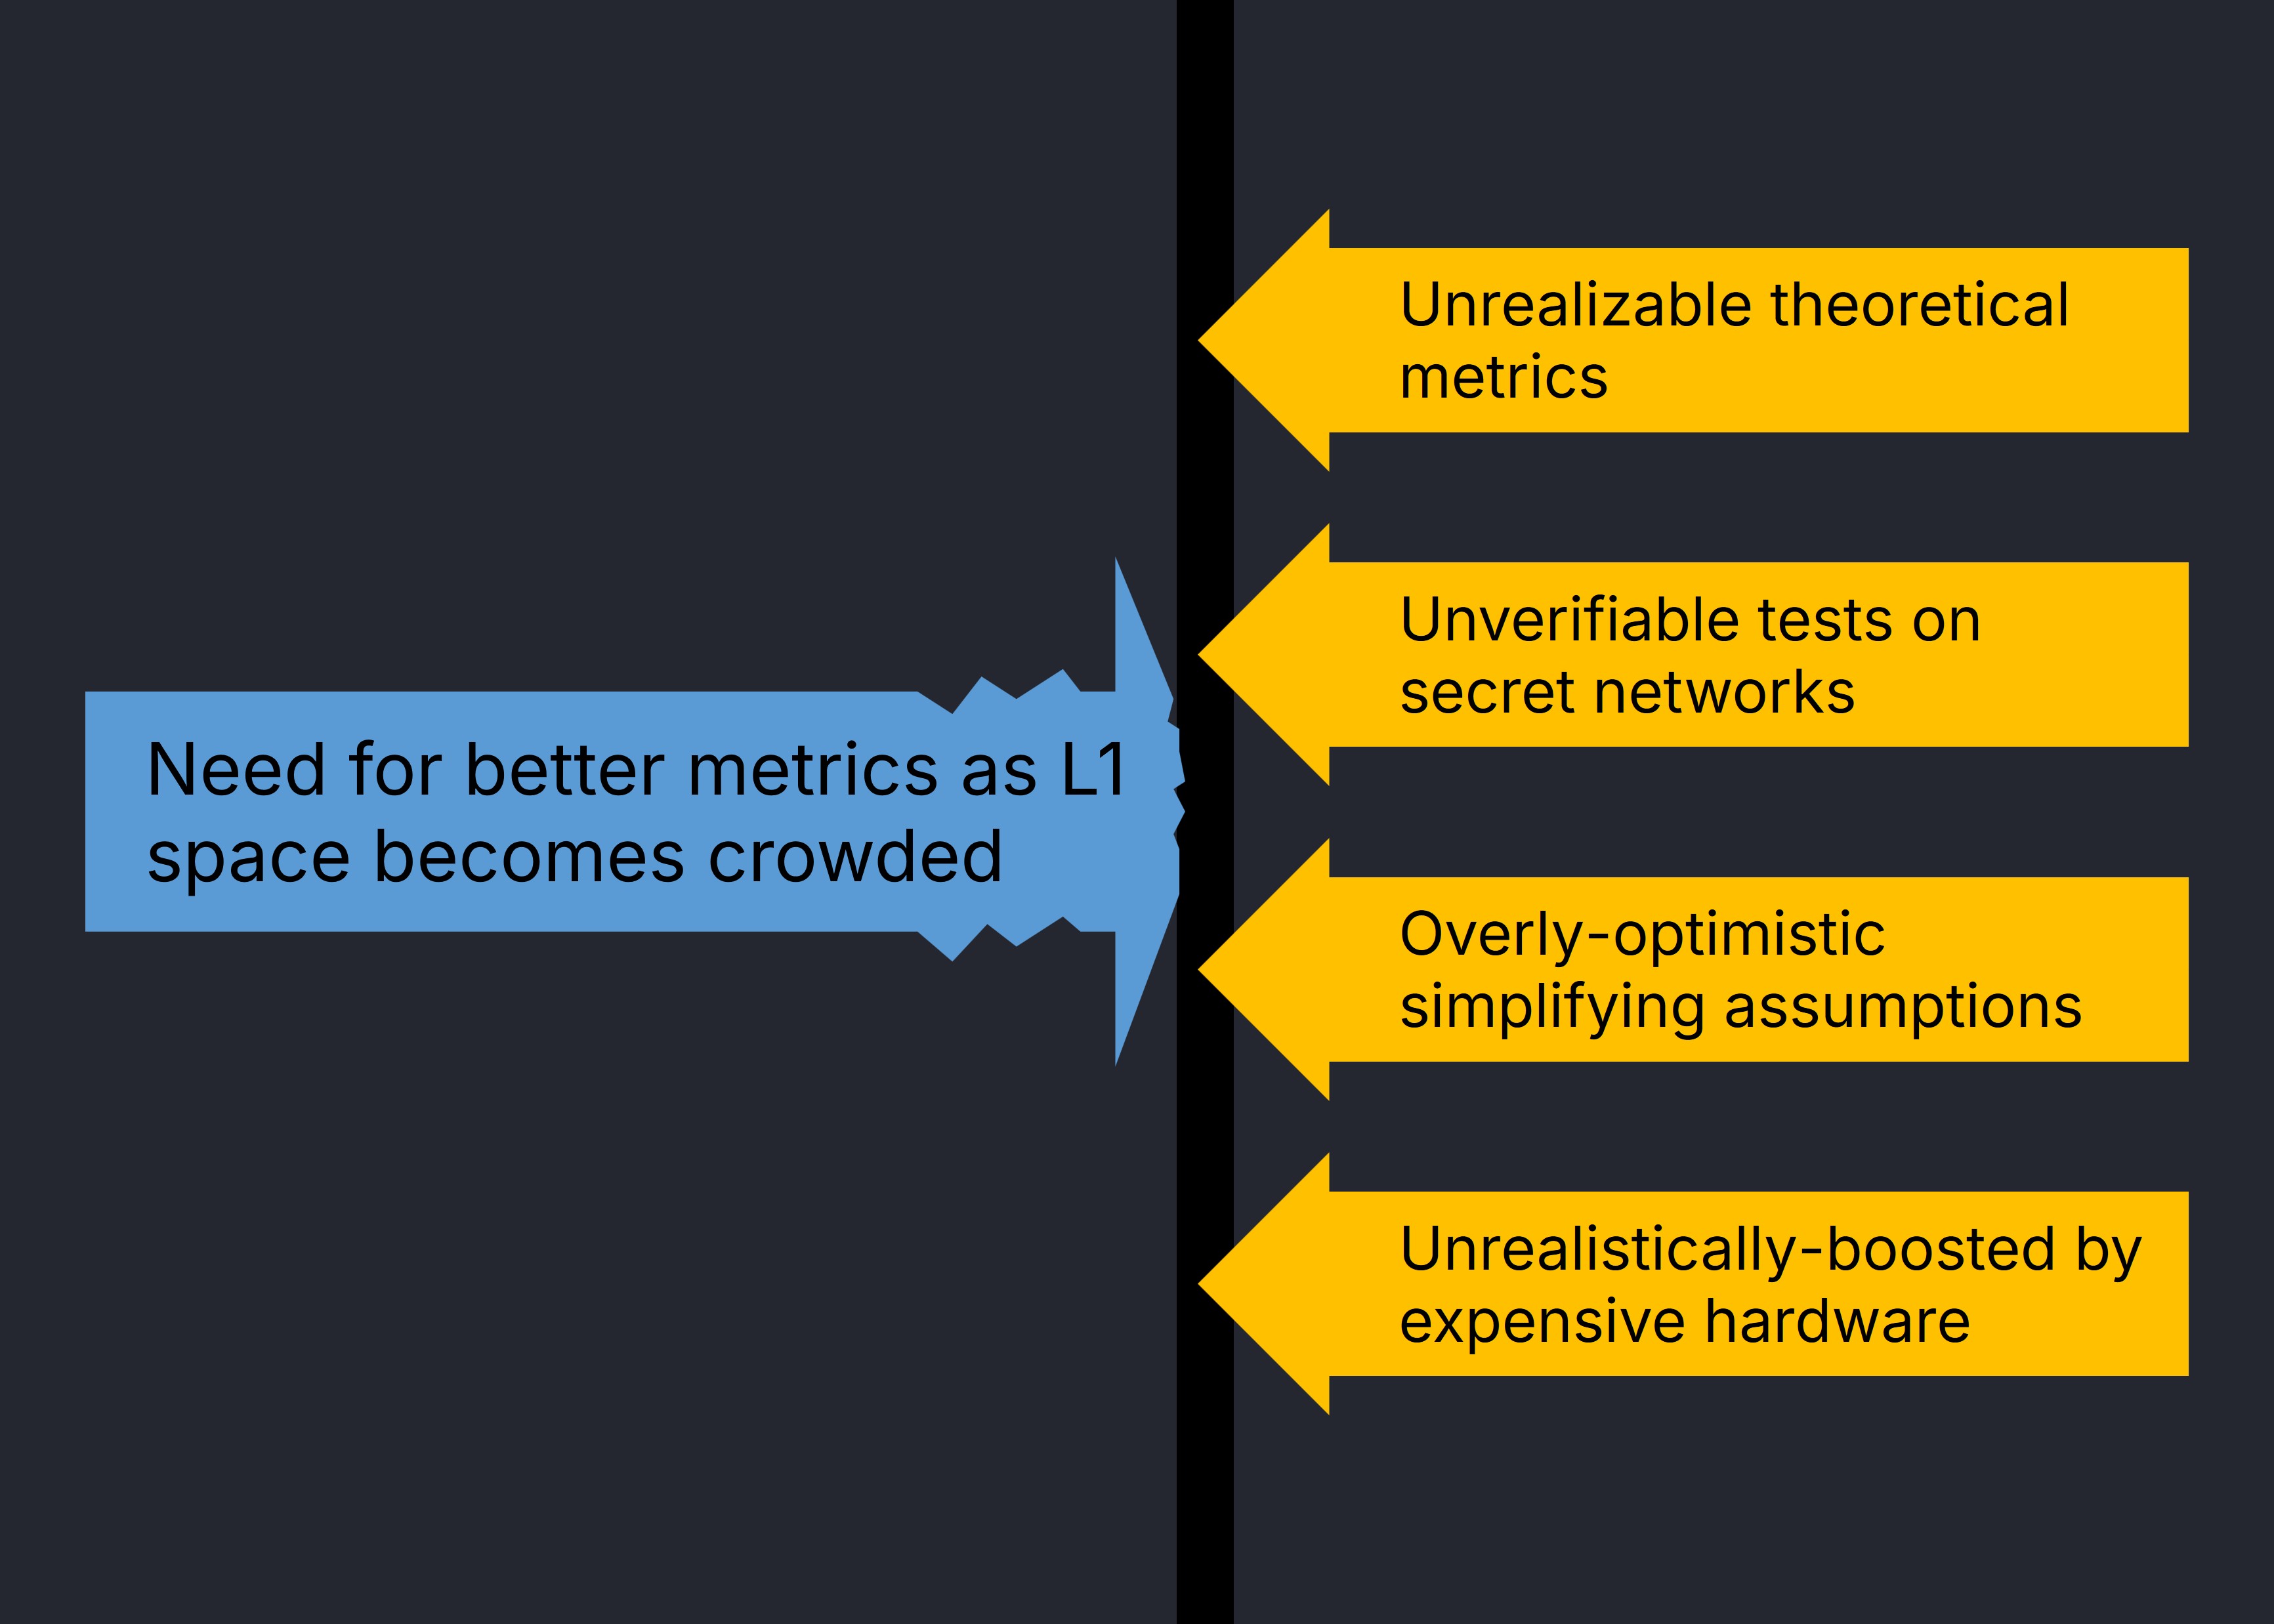 Need for better metrics as L1
space becomes crowded
Unrealizable theoretical
metrics
Unverifiable tests on
secret networks
Overly-optimistic
simplifying assumptions
Unrealistically-boosted by
expensive hardware